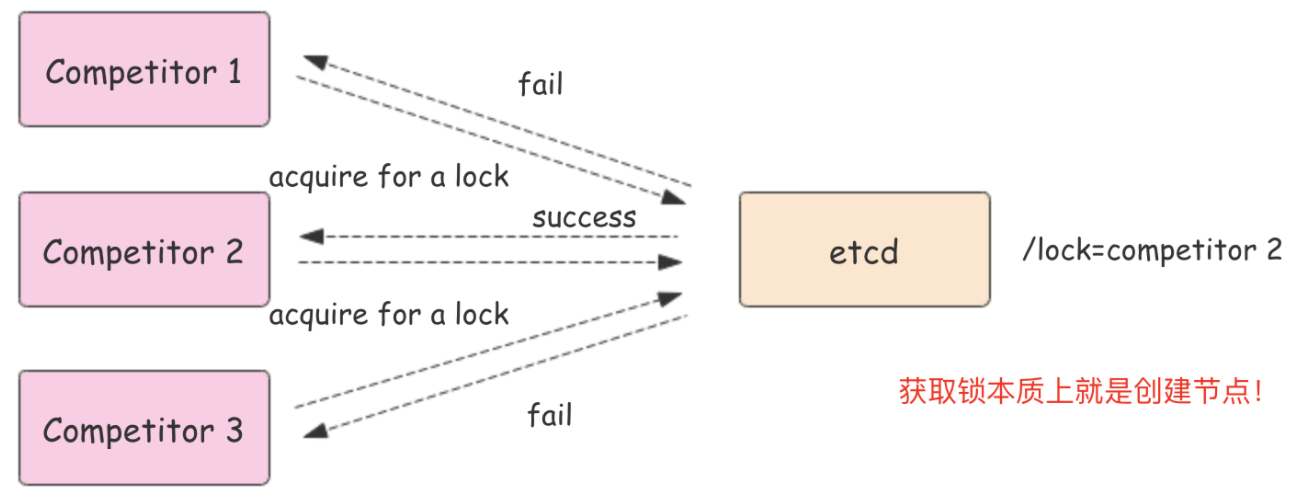 Competitor 1
fail
acquire for a lock
success
Competitor 2
etcd
/lock=competitor 2
acquire for a lock
获取锁本质上就是创建节点！
fail
Competitor 3